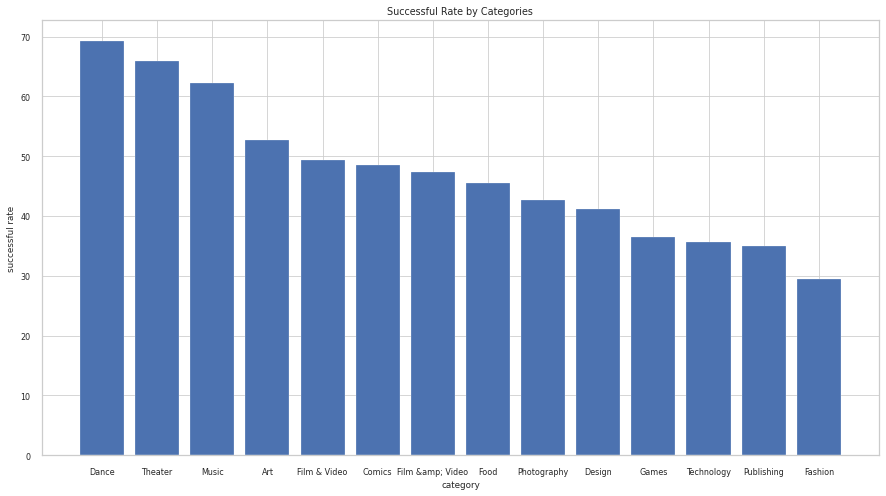 Successful Rate by Categories
successful rate
70
60
50
40
30
20
10
0
Dance Theater Music Art Film & Video Comics Film &amp; Video Food Photography Design Games Technology Publishing Fashion
category